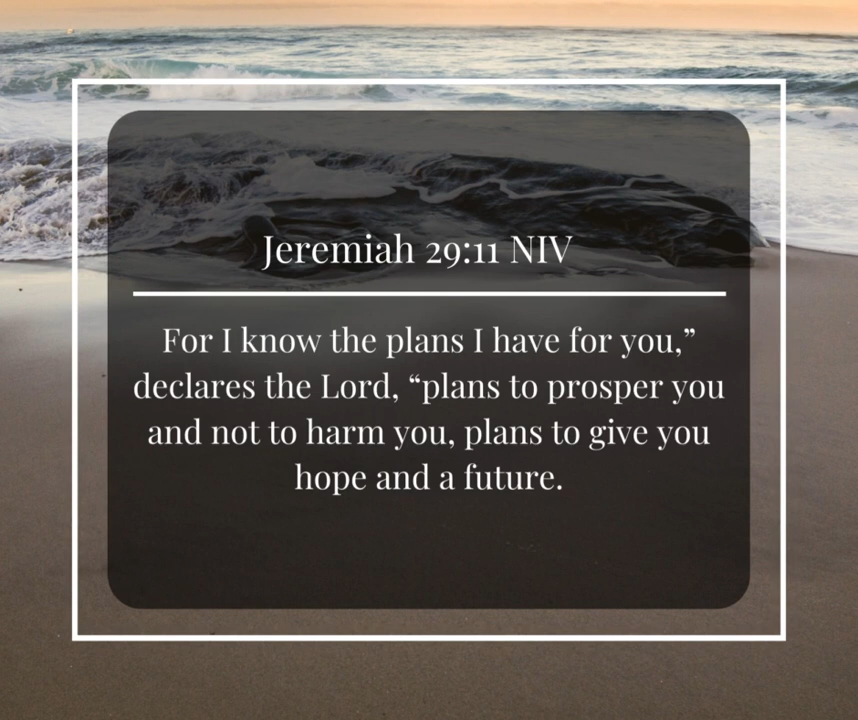 Jeremiah 29:11 NIV
For I know the plans I have for you,”
declares the Lord, “plans to prosper you
and not to harm you, plans to give you
hope and a future.